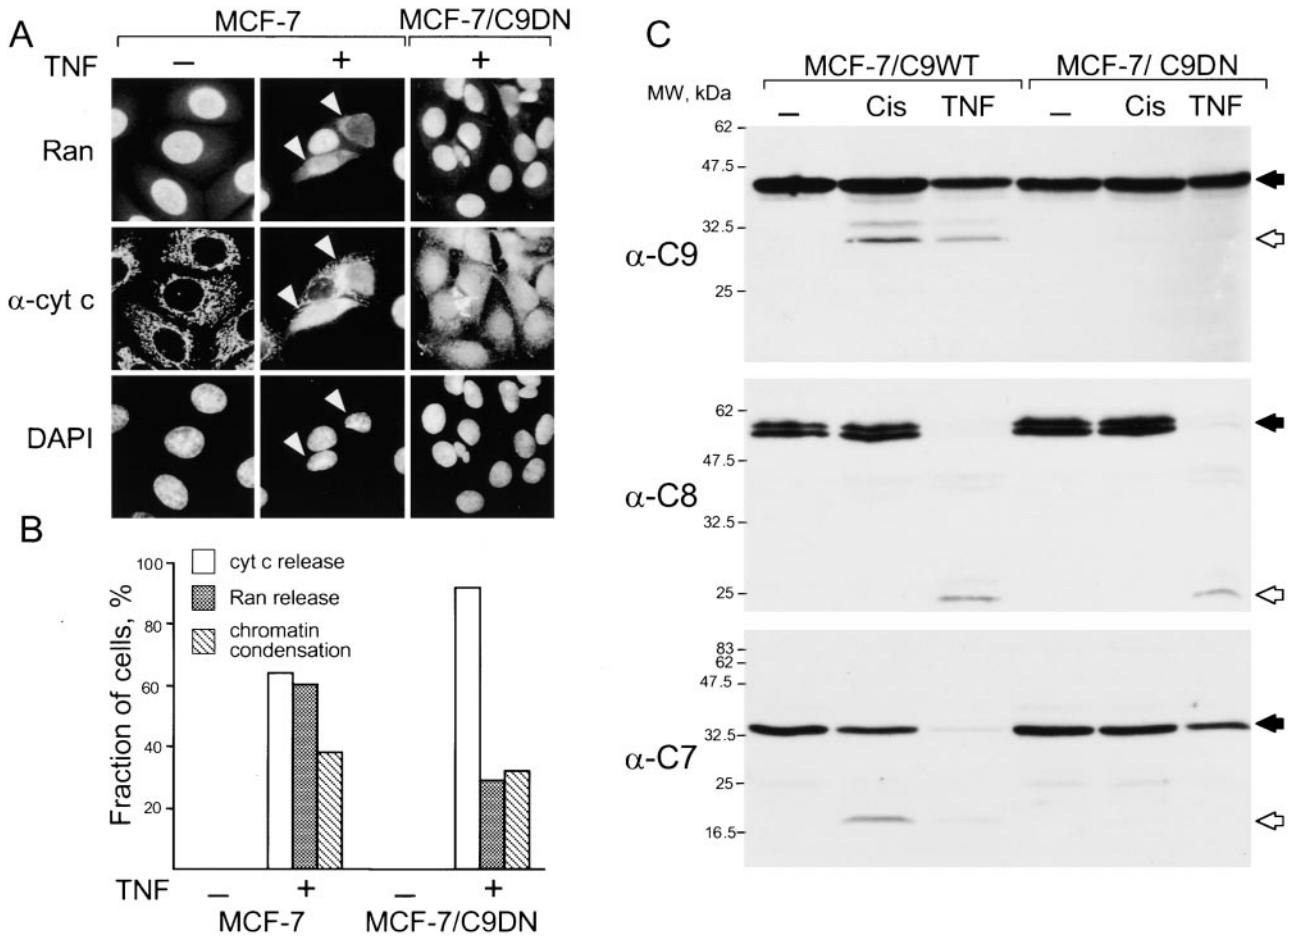 A
MCF-7
MCF-7/C9DN
TNF
– + +
Ran
α-cyt c
DAPI
B
Fraction of cells, %
100
80
60
40
20
cyt c release
Ran release
chromatin
condensation
TNF – + – +
MCF-7 MCF-7/C9DN
C
MCF-7/C9WT MCF-7/ C9DN
MW, kDa
– Cis TNF – Cis TNF
62
47.5
32.5
25
α-C9
62
47.5
32.5
25
α-C8
83
62
47.5
32.5
25
16.5
α-C7